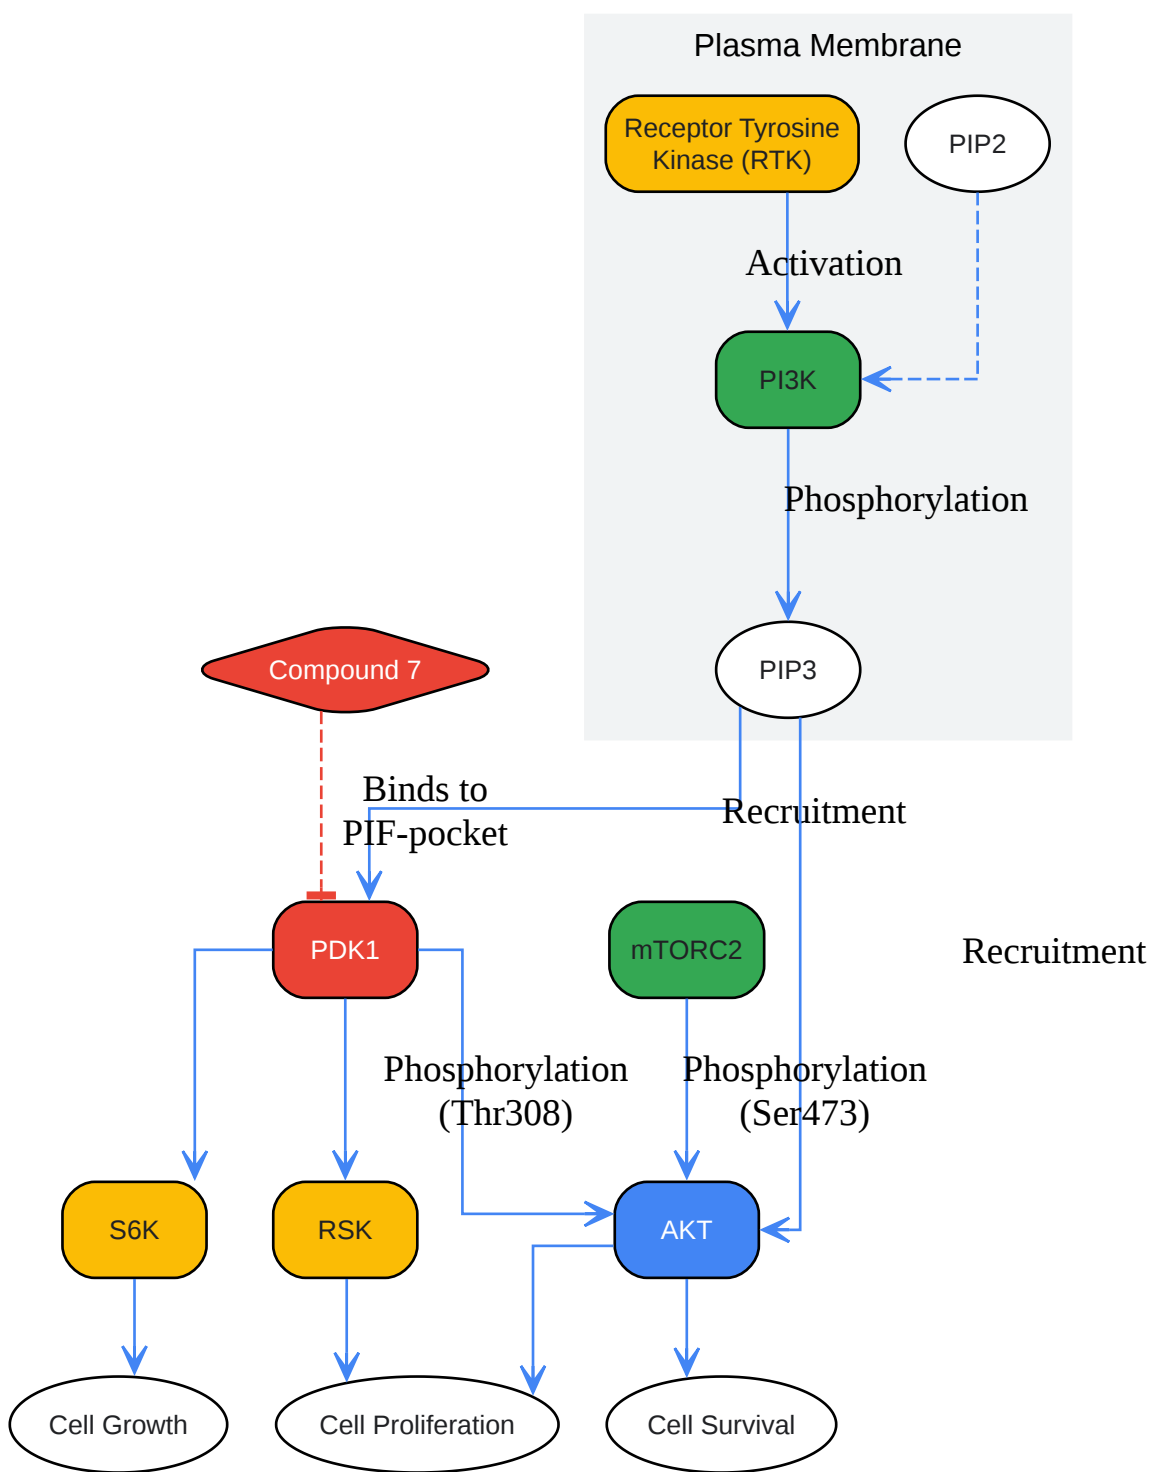 Plasma Membrane
Receptor Tyrosine
Kinase (RTK)
PIP2
Activation
PI3K
Phosphorylation
Compound 7
PIP3
Binds to
PIF-pocket
Recruitment
PDK1
mTORC2
Recruitment
Phosphorylation
(Thr308)
Phosphorylation
(Ser473)
S6K
RSK
AKT
Cell Growth
Cell Proliferation
Cell Survival